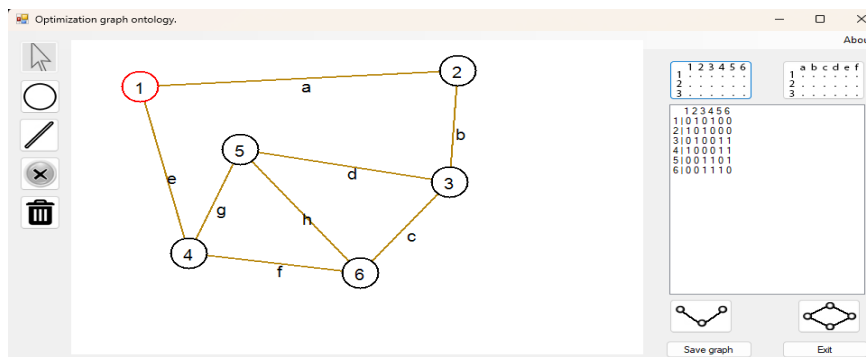 Optimization graph ontology.
Abou
1 2 3 4 5 6
1 . . . . . .
2 . . . . . .
3 . . . . . .
a b c d e f
1 . . . . . .
2 . . . . . .
3 . . . . . .
1 2 3 4 5 6
1|0 1 0 1 0 0
2|1 0 1 0 0 0
3|0 1 0 0 1 1
4|1 0 0 0 1 1
5|0 0 1 1 0 1
6|0 0 1 1 1 0
2
1
a
b
5
d
e
3
g
h
c
4
f
6
Save graph
Exit